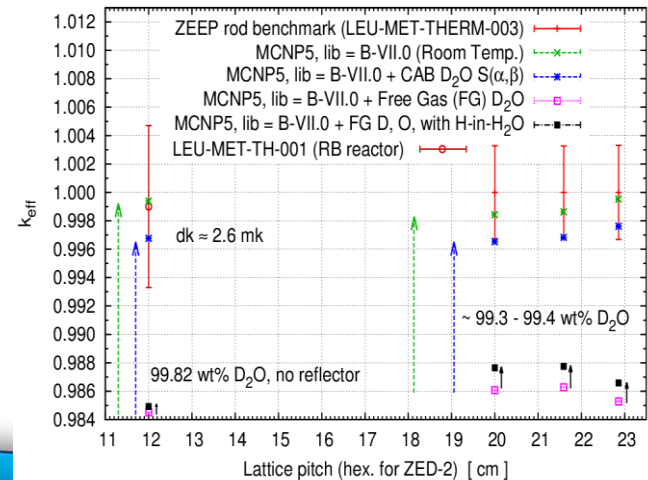 1.012
1.010
1.008
1.006
1.004
1.002
1.000
0.998
0.996
0.994
0.992
0.990
0.988
0.986
0.984
k_eff
ZEEP rod benchmark (LEU-MET-THERM-003)
MCNP5, lib = B-VII.0 (Room Temp.)
MCNP5, lib = B-VII.0 + CAB D₂O S(α,β)
MCNP5, lib = B-VII.0 + Free Gas (FG) D₂O
MCNP5, lib = B-VII.0 + FG D, O, with H-in-H₂O
LEU-MET-TH-001 (RB reactor)
dk ≈ 2.6 mk
~ 99.3 - 99.4 wt% D₂O
99.82 wt% D₂O, no reflector
11 12 13 14 15 16 17 18 19 20 21 22 23
Lattice pitch (hex. for ZED-2) [ cm ]